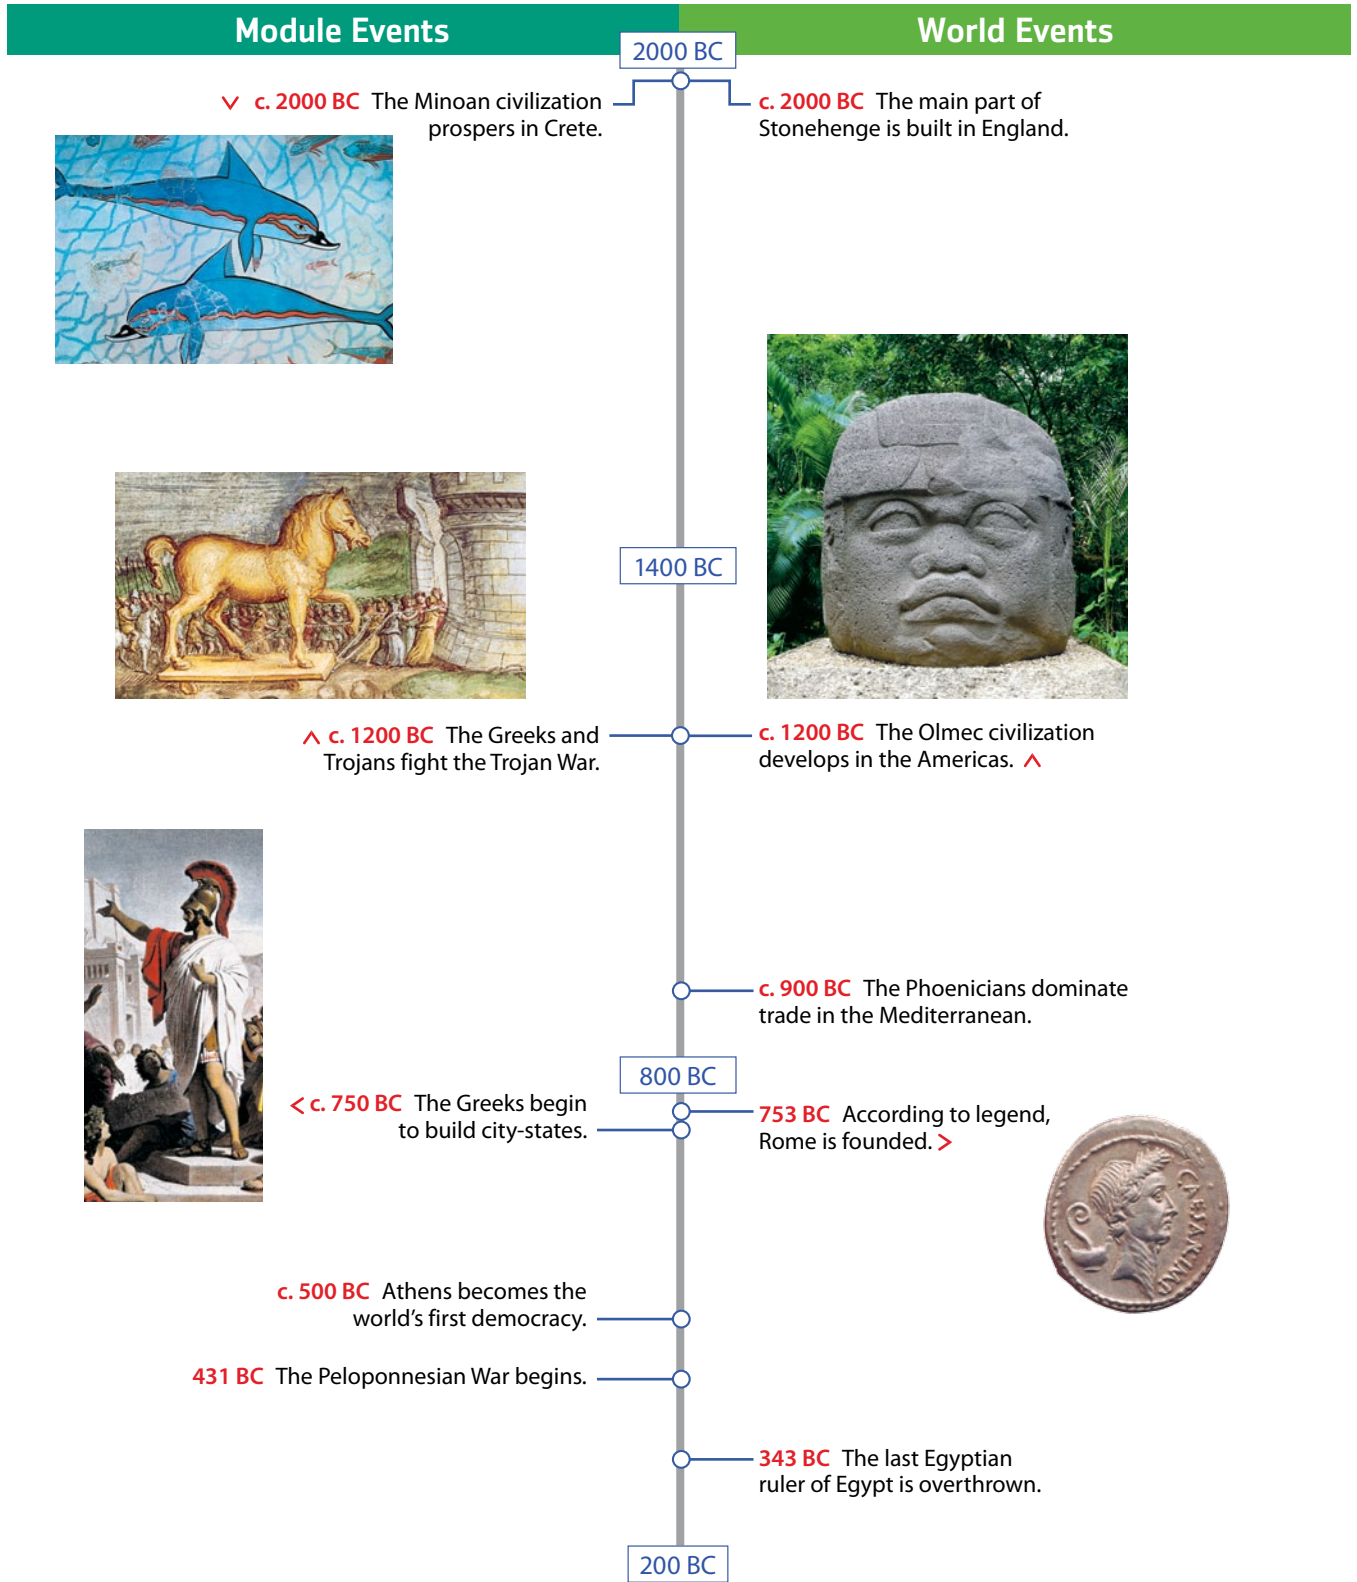 Module Events
World Events
2000 BC
c. 2000 BC The Minoan civilization
prospers in Crete.
c. 2000 BC The main part of
Stonehenge is built in England.
1400 BC
c. 1200 BC The Greeks and
Trojans fight the Trojan War.
c. 1200 BC The Olmec civilization
develops in the Americas.
c. 900 BC The Phoenicians dominate
trade in the Mediterranean.
800 BC
c. 750 BC The Greeks begin
to build city-states.
753 BC According to legend,
Rome is founded.
CAESAR IMP
c. 500 BC Athens becomes the
world's first democracy.
431 BC The Peloponnesian War begins.
343 BC The last Egyptian
ruler of Egypt is overthrown.
200 BC